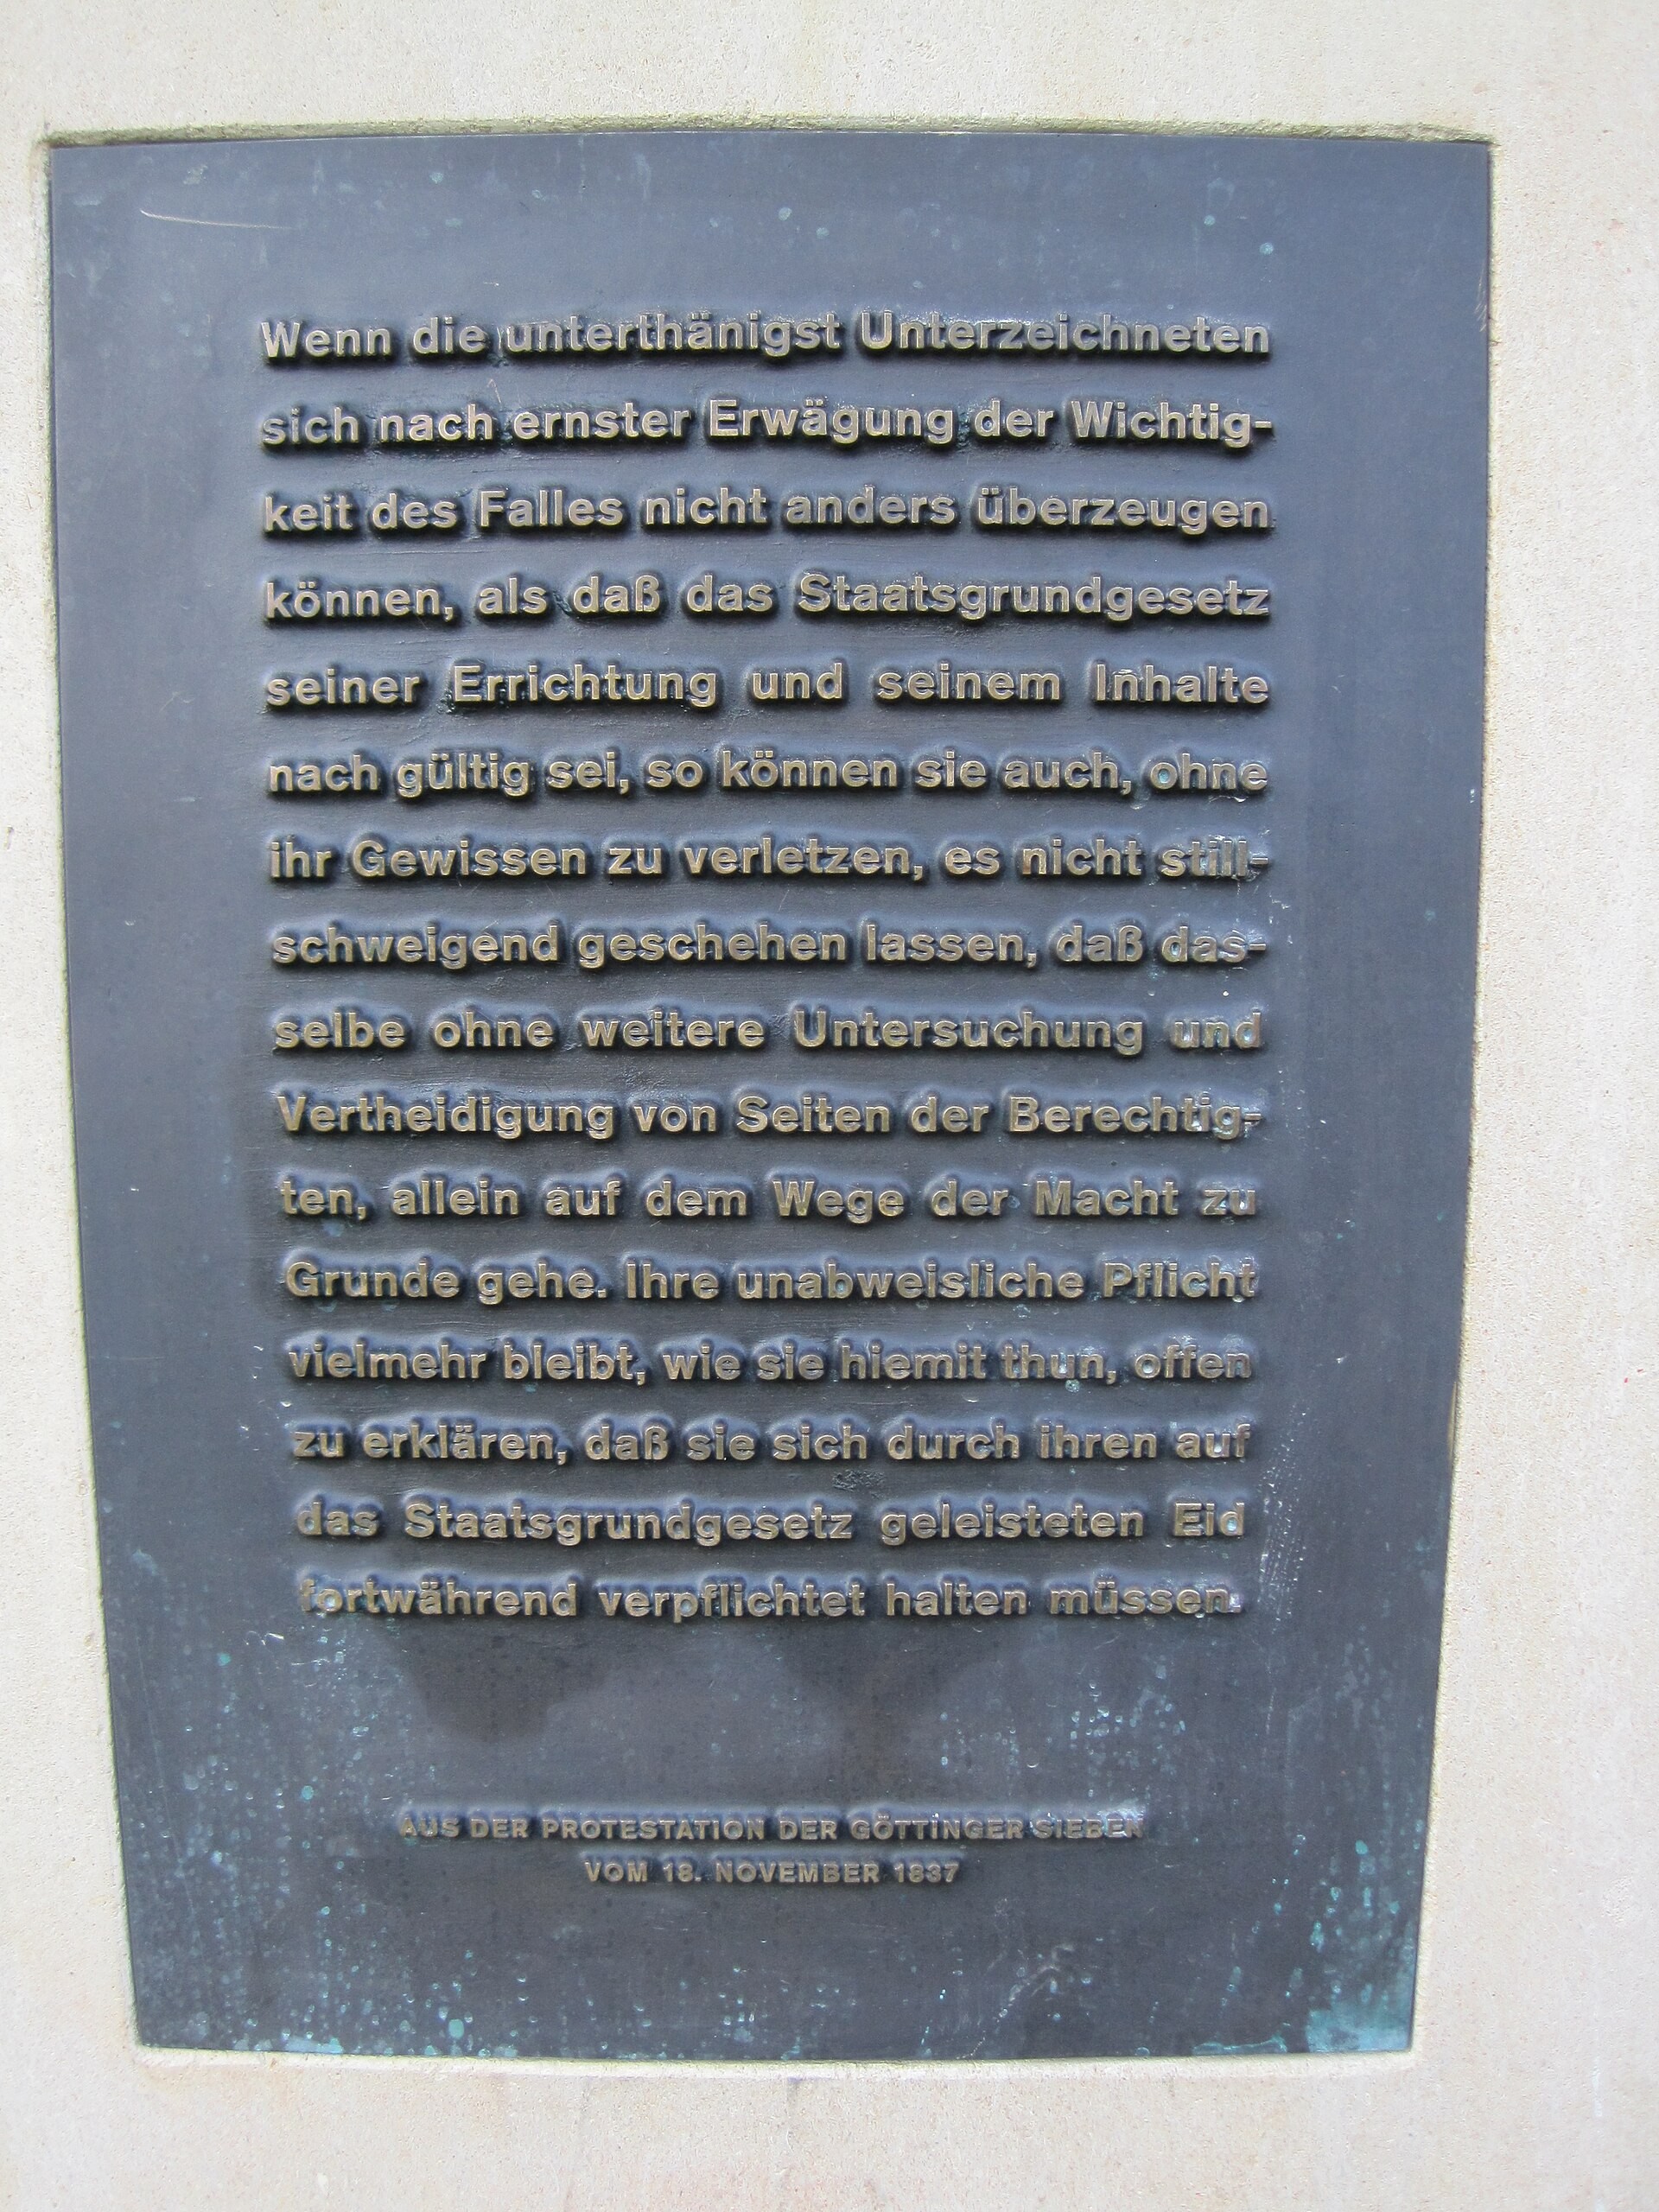 Wenn die unterthänigst Unterzeichneten
sich nach ernster Erwägung der Wichtig-
keit des Falles nicht anders überzeugen
können, als daß das Staatsgrundgesetz
seiner Errichtung und seinem Inhalte
nach gültig sei, so können sie auch, ohne
ihr Gewissen zu verletzen, es nicht still-
schweigend geschehen lassen, daß das-
selbe ohne weitere Untersuchung und
Vertheidigung von Seiten der Berechtig-
ten, allein auf dem Wege der Macht zu
Grunde gehe. Ihre unabweisliche Pflicht
vielmehr bleibt, wie sie hiemit thun, offen
zu erklären, daß sie sich durch ihren auf
das Staatsgrundgesetz geleisteten Eid
fortwährend verpflichtet halten müssen.
AUS DER PROTESTATION DER GÖTTINGER SIEBEN
VOM 18. NOVEMBER 1837